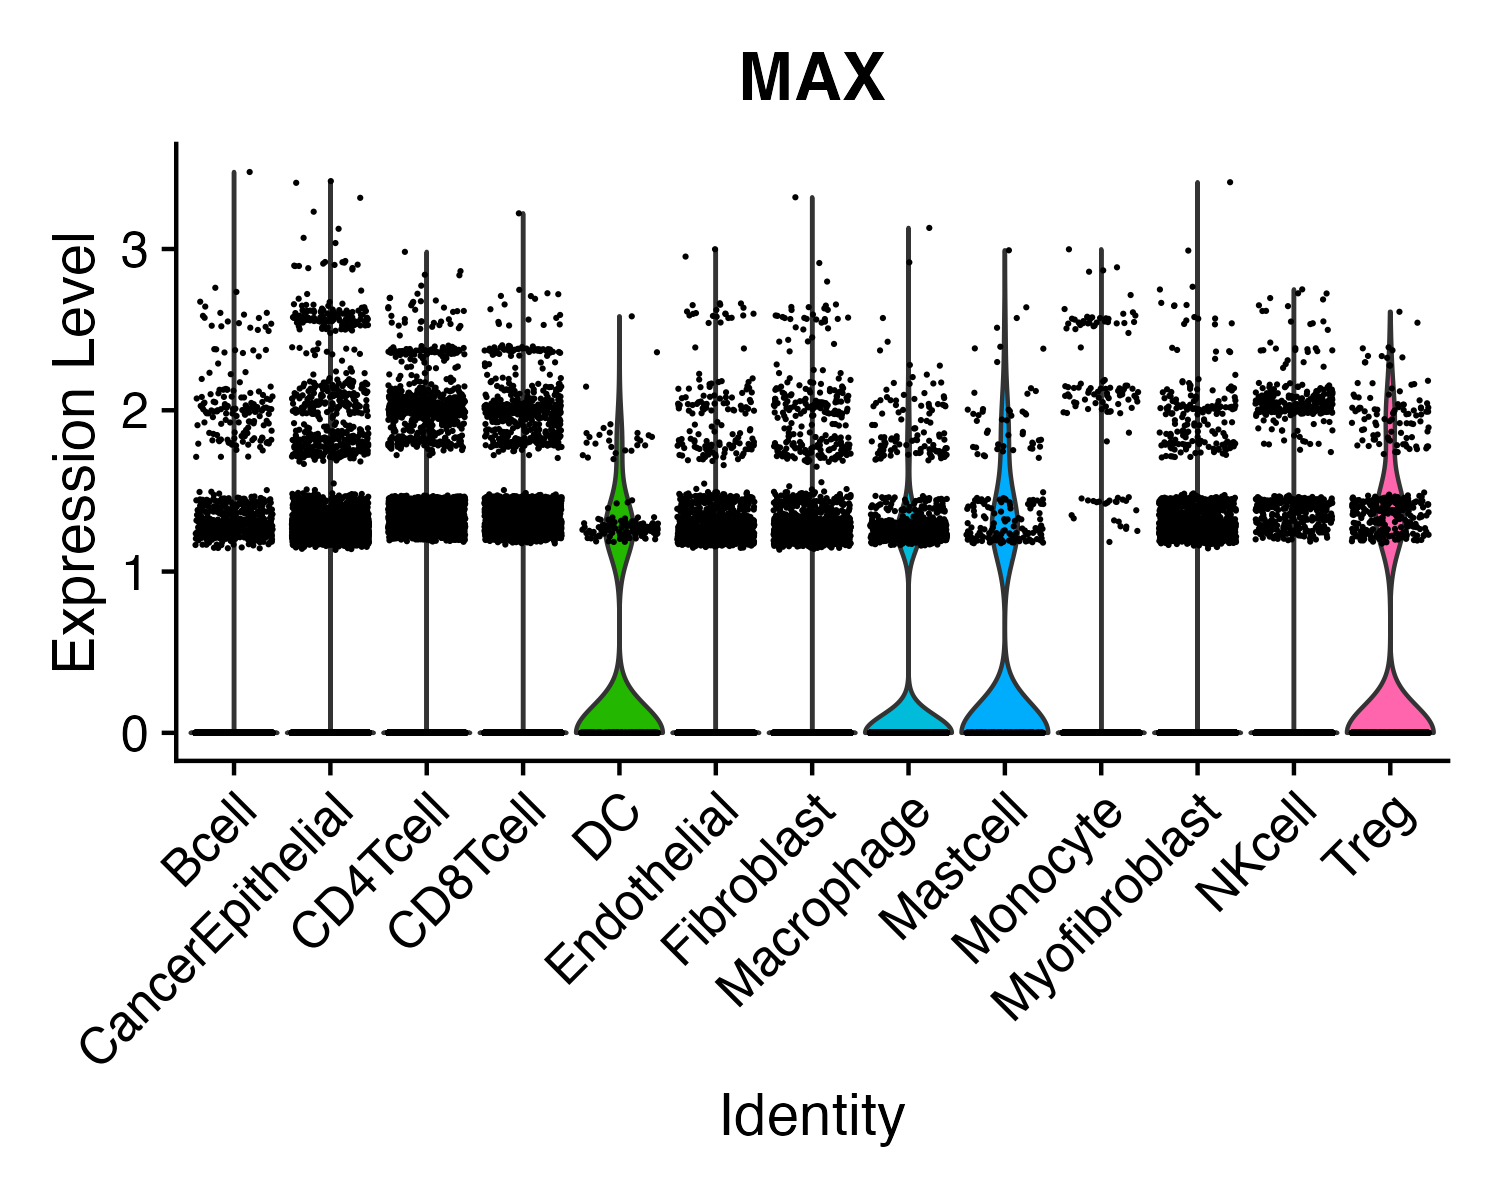 MAX
Expression Level
3
2
1
0
Bcell
CancerEpithelial
CD4Tcell
CD8Tcell
DC
Endothelial
Fibroblast
Macrophage
Mastcell
Monocyte
Myofibroblast
NKcell
Treg
Identity